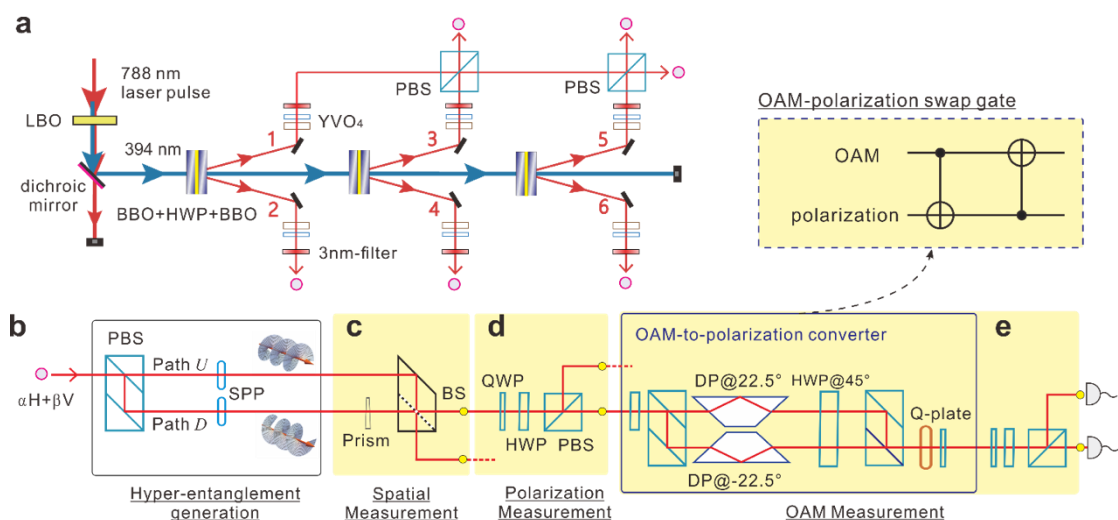 a
788 nm
laser pulse
LBO
394 nm
dichroic
mirror
BBO+HWP+BBO
1
2
YVO₄
3nm-filter
PBS
3
4
PBS
5
6
OAM-polarization swap gate
OAM
polarization
b
PBS
αH+βV
Path U
SPP
Path D
Hyper-entanglement
generation
c
BS
Prism
Spatial
Measurement
d
QWP
HWP
PBS
Polarization
Measurement
OAM-to-polarization converter
DP@22.5°
HWP@45°
Q-plate
DP@-22.5°
OAM Measurement
e